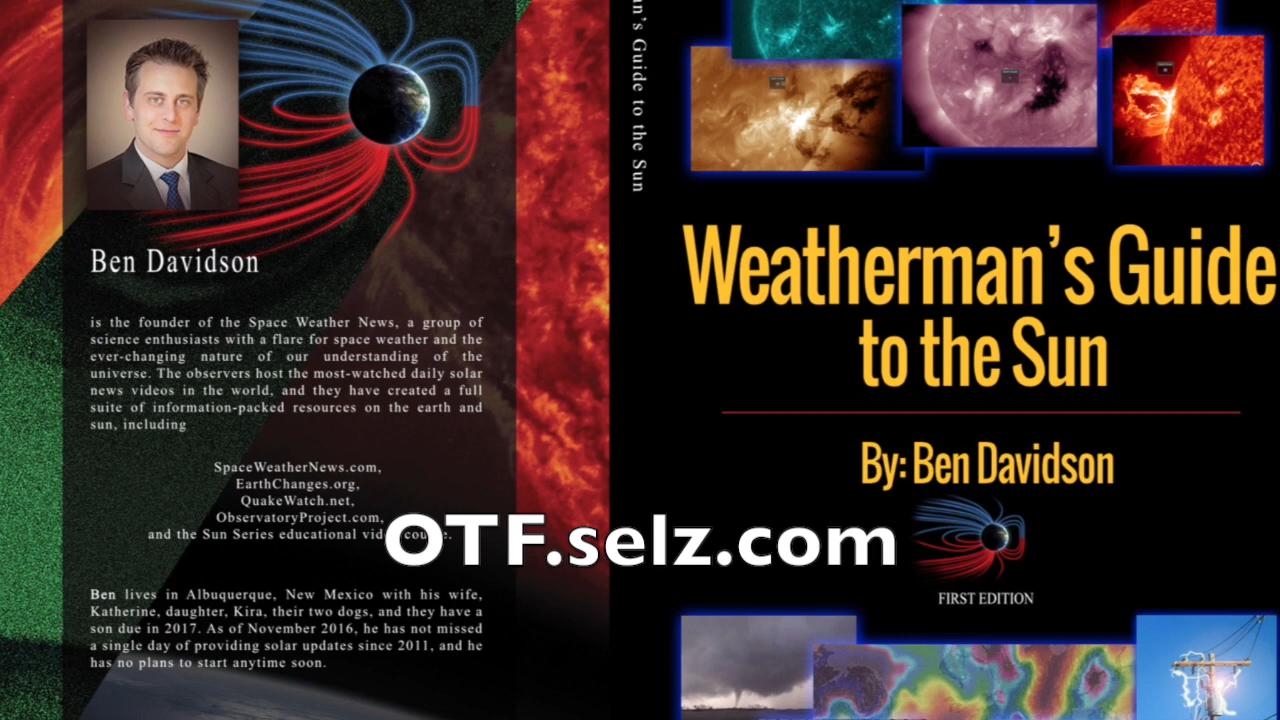 Ben Davidson
is the founder of the Space Weather News, a group of
science enthusiasts with a flare for space weather and the
ever-changing nature of our understanding of the
universe. The observers host the most-watched daily solar
news videos in the world, and they have created a full
suite of information-packed resources on the earth and
sun, including
SpaceWeatherNews.com,
EarthChanges.org,
QuakeWatch.net,
ObservatoryProject.com,
and the Sun Series educational video course.
Ben lives in Albuquerque, New Mexico with his wife,
Katherine, daughter, Kira, their two dogs, and they have a
son due in 2017. As of November 2016, he has not missed
a single day of providing solar updates since 2011, and he
has no plans to start anytime soon.
OTF.selz.com
an's Guide to the Sun
Weatherman's Guide
to the Sun
By: Ben Davidson
FIRST EDITION